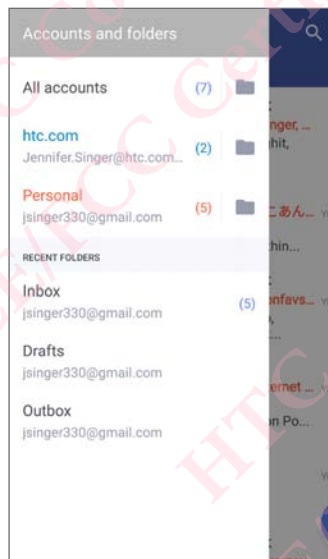 Accounts and folders
All accounts (7)
htc.com
Jennifer.Singer@htc.com... (2)
Personal
jsinger330@gmail.com (5)
RECENT FOLDERS
Inbox
jsinger330@gmail.com (5)
Drafts
jsinger330@gmail.com
Outbox
jsinger330@gmail.com